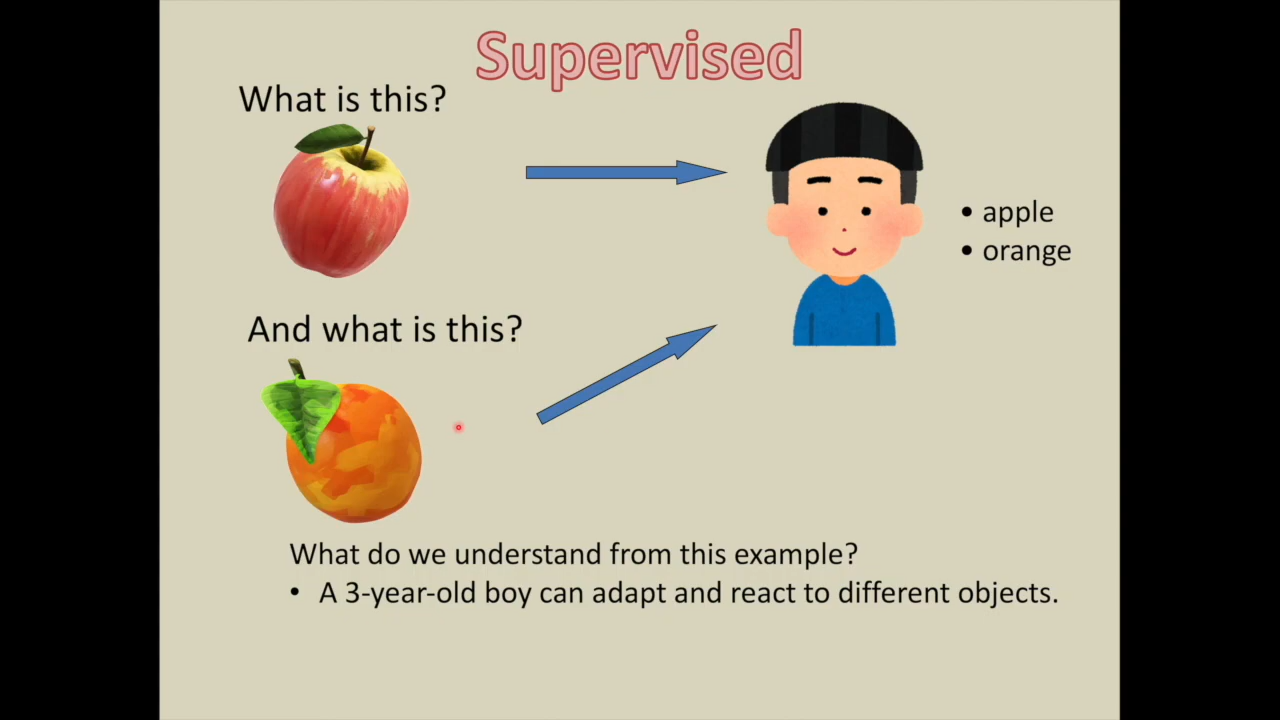 Supervised
What is this?
• apple
• orange
And what is this?
What do we understand from this example?
• A 3-year-old boy can adapt and react to different objects.